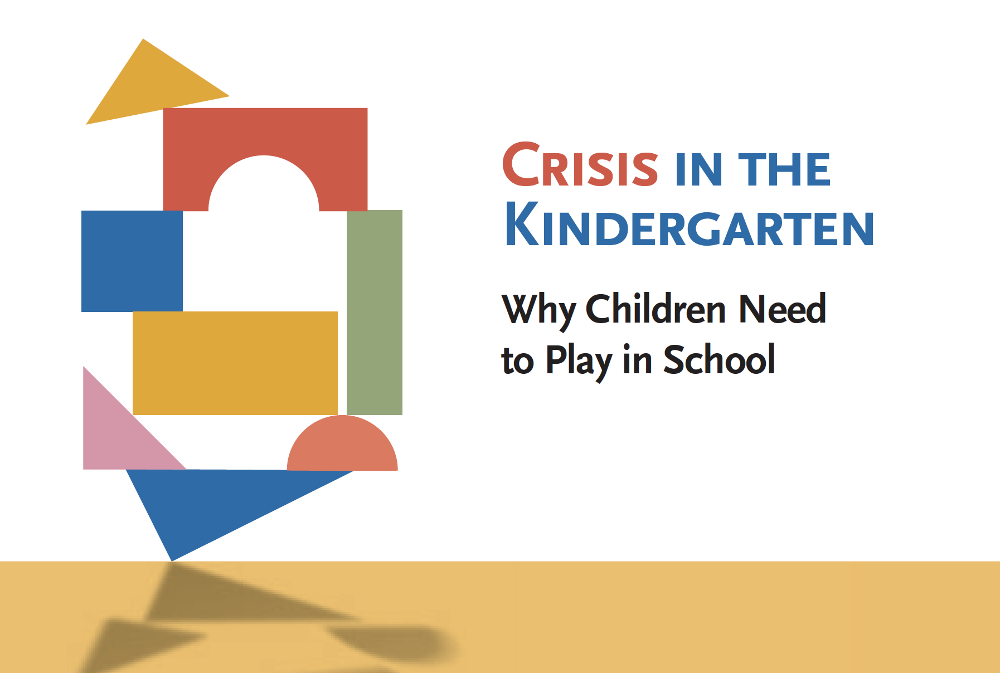 Crisis in the
Kindergarten
Why Children Need
to Play in School